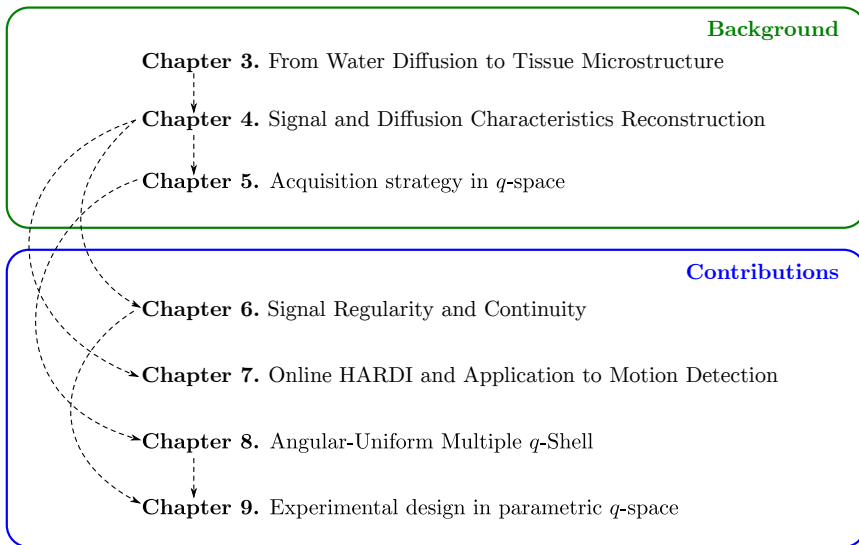 Background
Chapter 3. From Water Diffusion to Tissue Microstructure
Chapter 4. Signal and Diffusion Characteristics Reconstruction
Chapter 5. Acquisition strategy in q-space
Contributions
Chapter 6. Signal Regularity and Continuity
Chapter 7. Online HARDI and Application to Motion Detection
Chapter 8. Angular-Uniform Multiple q-Shell
Chapter 9. Experimental design in parametric q-space